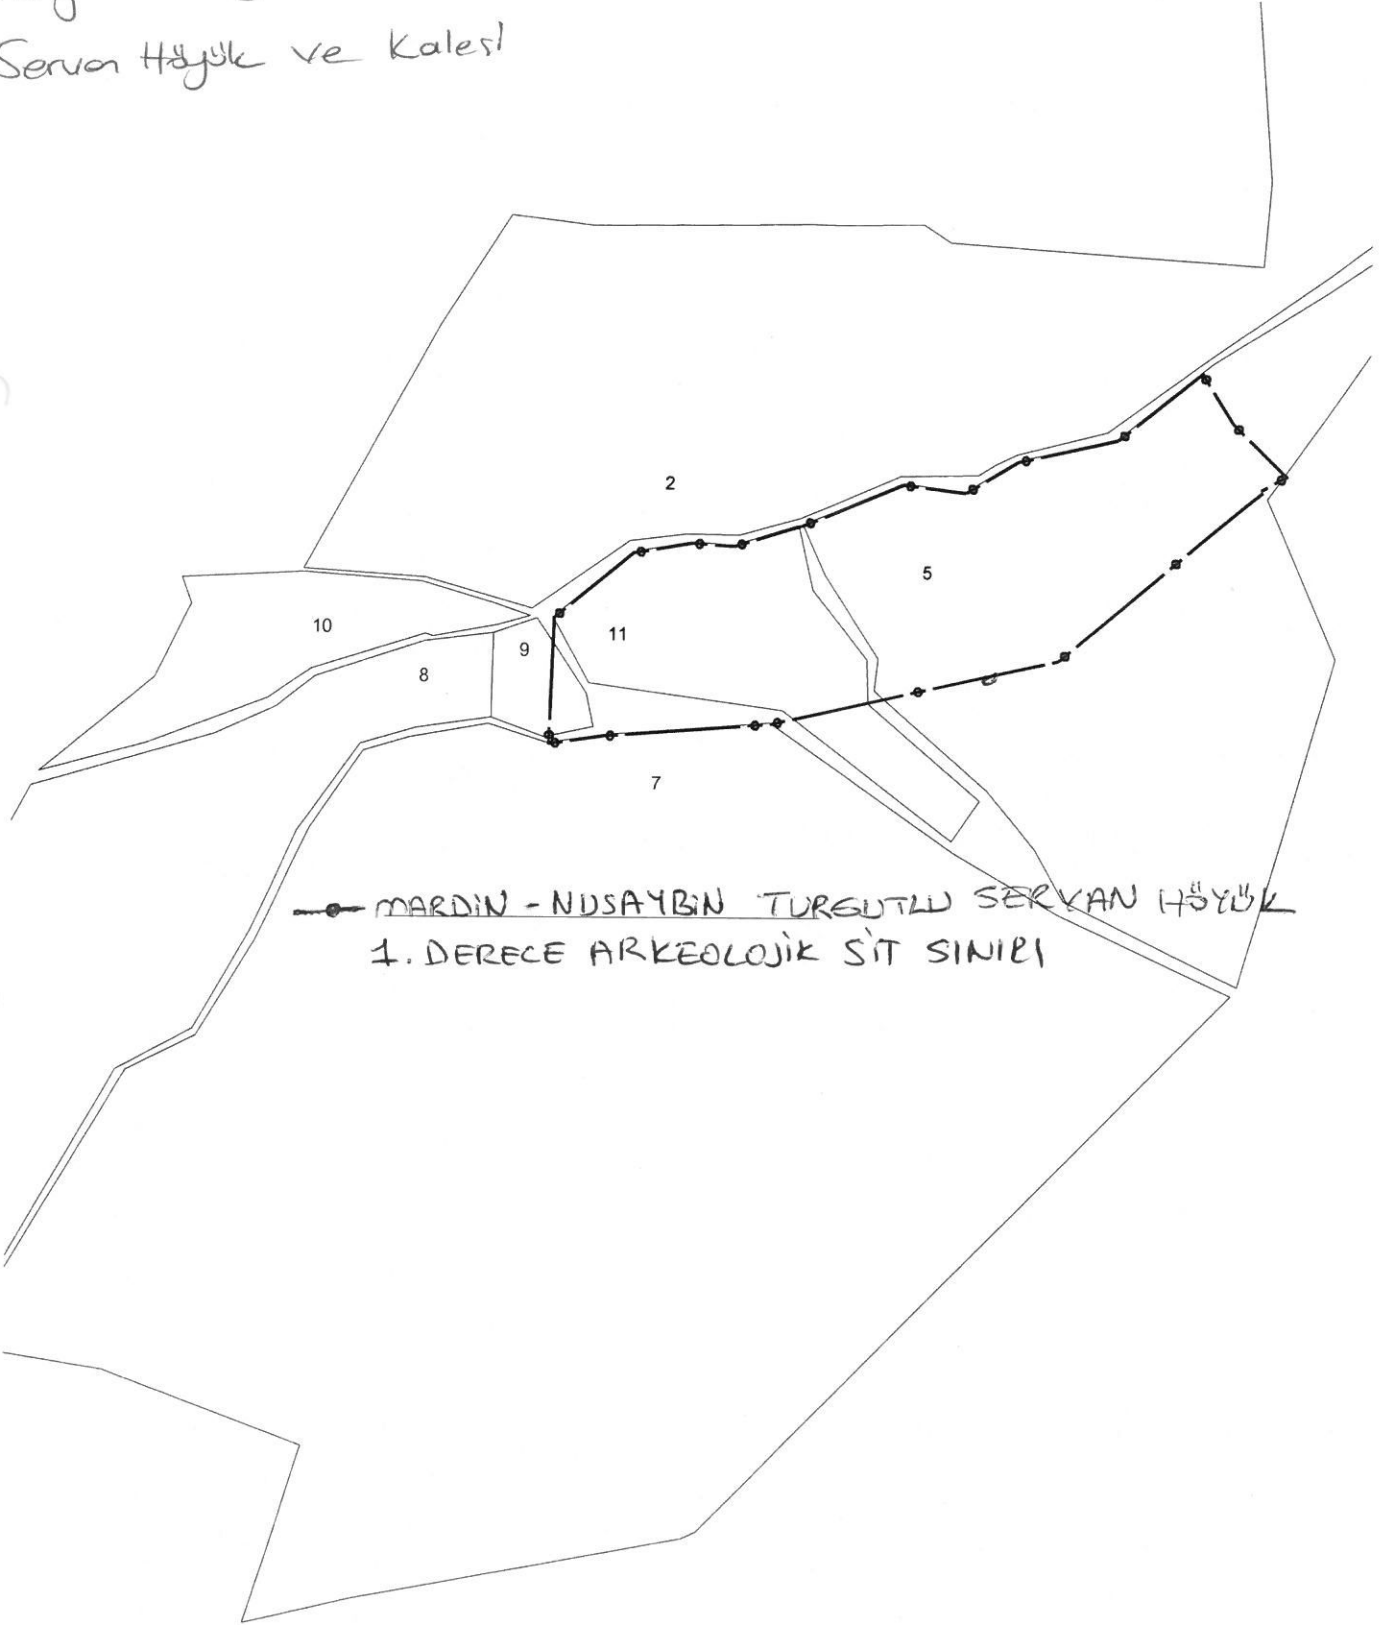 Servan Höyük ve Kalesi
2
5
10
11
9
8
7
MARDİN - NUSAYBİN TURGUTLU SERVAN HÖYÜK
1. DERECE ARKEOLOJİK SİT SINIRI